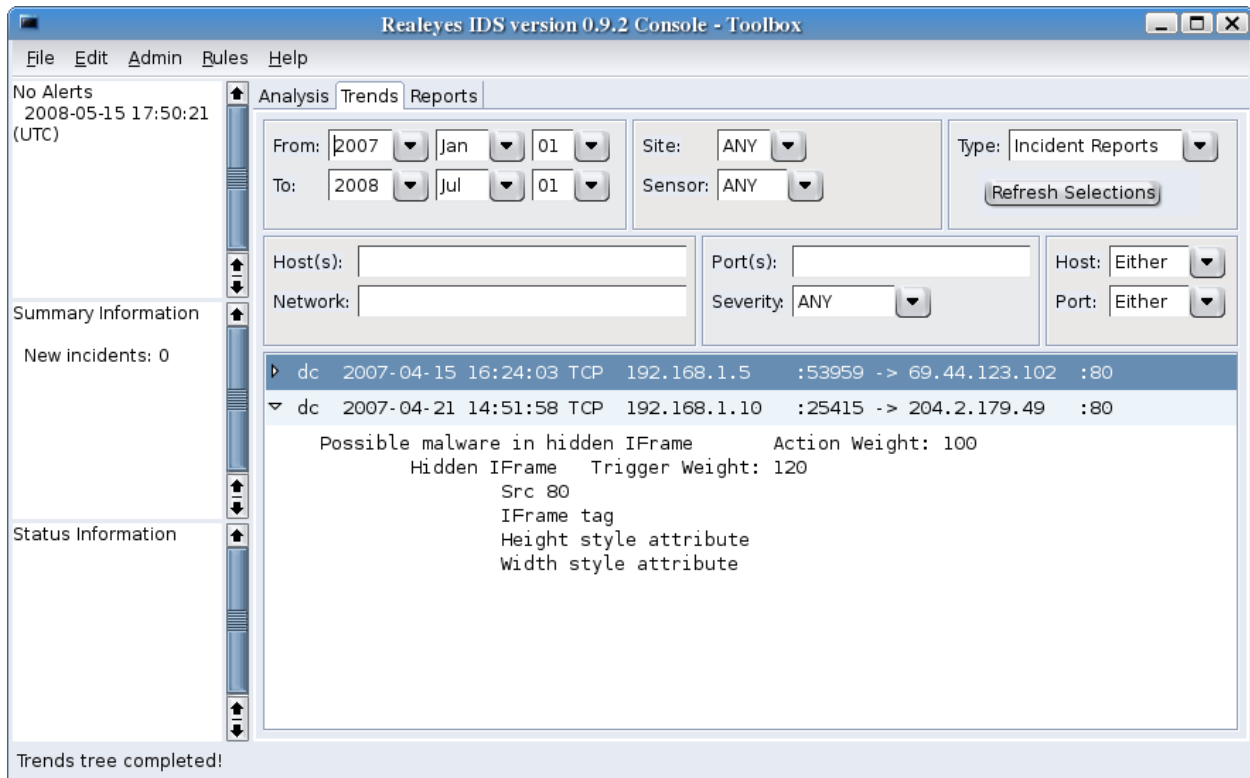 Realeyes IDS version 0.9.2 Console - Toolbox
File Edit Admin Rules Help
No Alerts
2008-05-15 17:50:21
(UTC)
Summary Information
New incidents: 0
Status Information
Analysis Trends Reports
From: 2007 Jan 01
To: 2008 Jul 01
Site: ANY
Sensor: ANY
Type: Incident Reports
Refresh Selections
Host(s):
Network:
Port(s):
Severity: ANY
Host: Either
Port: Either
dc 2007-04-15 16:24:03 TCP 192.168.1.5 :53959 -> 69.44.123.102 :80
dc 2007-04-21 14:51:58 TCP 192.168.1.10 :25415 -> 204.2.179.49 :80
Possible malware in hidden IFrame Action Weight: 100
Hidden IFrame Trigger Weight: 120
Src 80
IFrame tag
Height style attribute
Width style attribute
Trends tree completed!